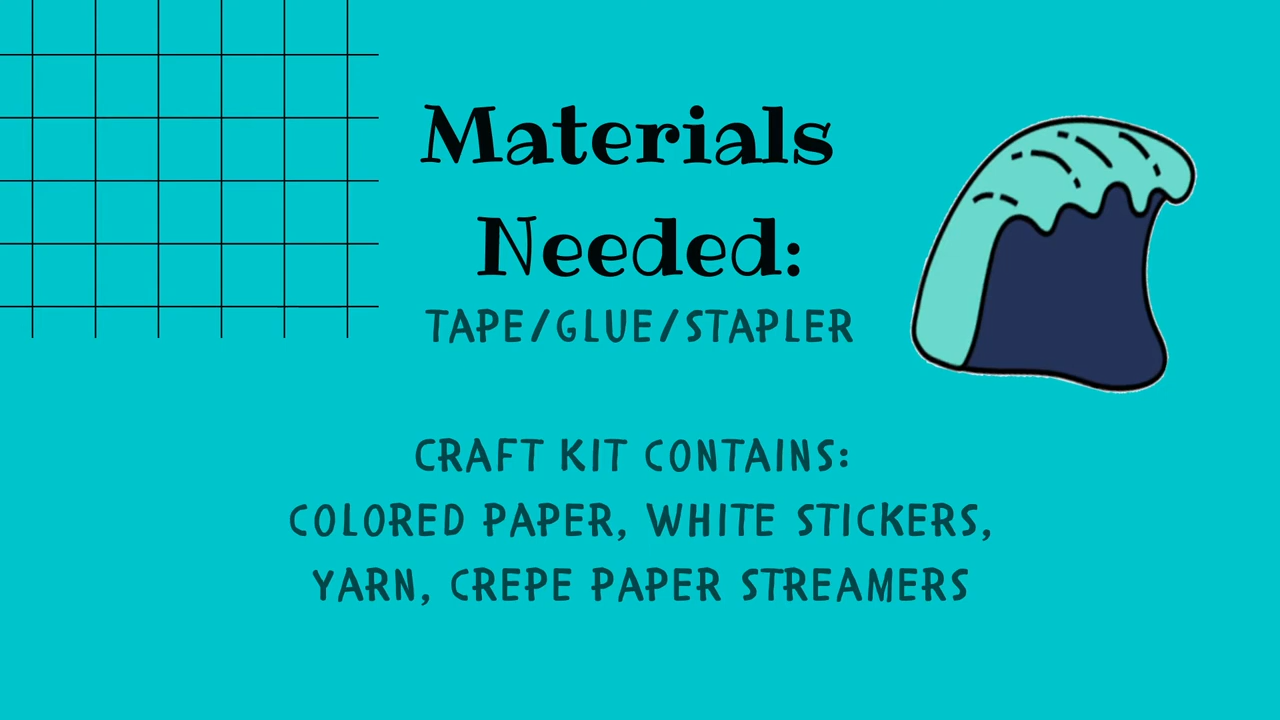 Materials
Needed:
TAPE/GLUE/STAPLER
CRAFT KIT CONTAINS:
COLORED PAPER, WHITE STICKERS,
YARN, CREPE PAPER STREAMERS